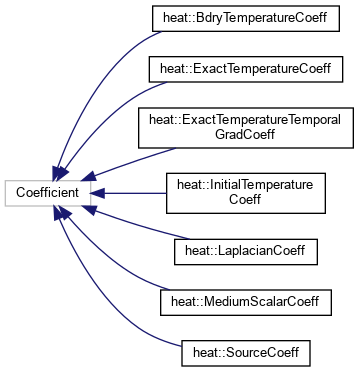 heat::BdryTemperatureCoeff
heat::ExactTemperatureCoeff
heat::ExactTemperatureTemporal
GradCoeff
Coefficient
heat::InitialTemperature
Coeff
heat::LaplacianCoeff
heat::MediumScalarCoeff
heat::SourceCoeff